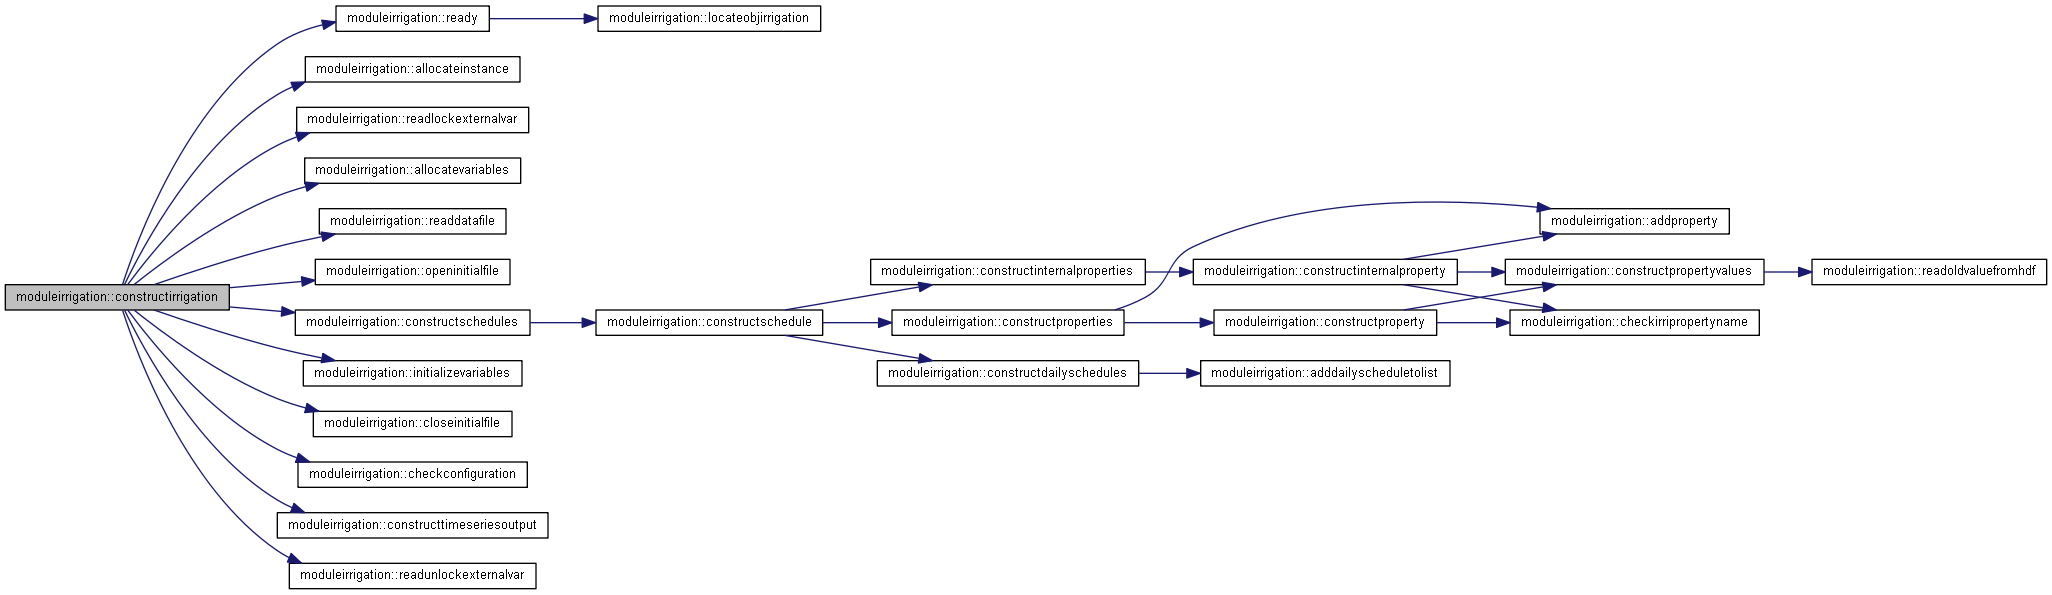 moduleirrigation::ready
moduleirrigation::locateobjirrigation
moduleirrigation::allocateinstance
moduleirrigation::readlockexternalvar
moduleirrigation::allocatevariables
moduleirrigation::readdatafile
moduleirrigation::addproperty
moduleirrigation::openinitialfile
moduleirrigation::constructinternalproperties
moduleirrigation::constructinternalproperty
moduleirrigation::constructpropertyvalues
moduleirrigation::readoldvaluefromhdf
moduleirrigation::constructirrigation
moduleirrigation::constructschedules
moduleirrigation::constructschedule
moduleirrigation::constructproperties
moduleirrigation::constructproperty
moduleirrigation::checkirripropertyname
moduleirrigation::initializevariables
moduleirrigation::constructdailyschedules
moduleirrigation::adddailyscheduletolist
moduleirrigation::closeinitialfile
moduleirrigation::checkconfiguration
moduleirrigation::constructtimeseriesoutput
moduleirrigation::readunlockexternalvar